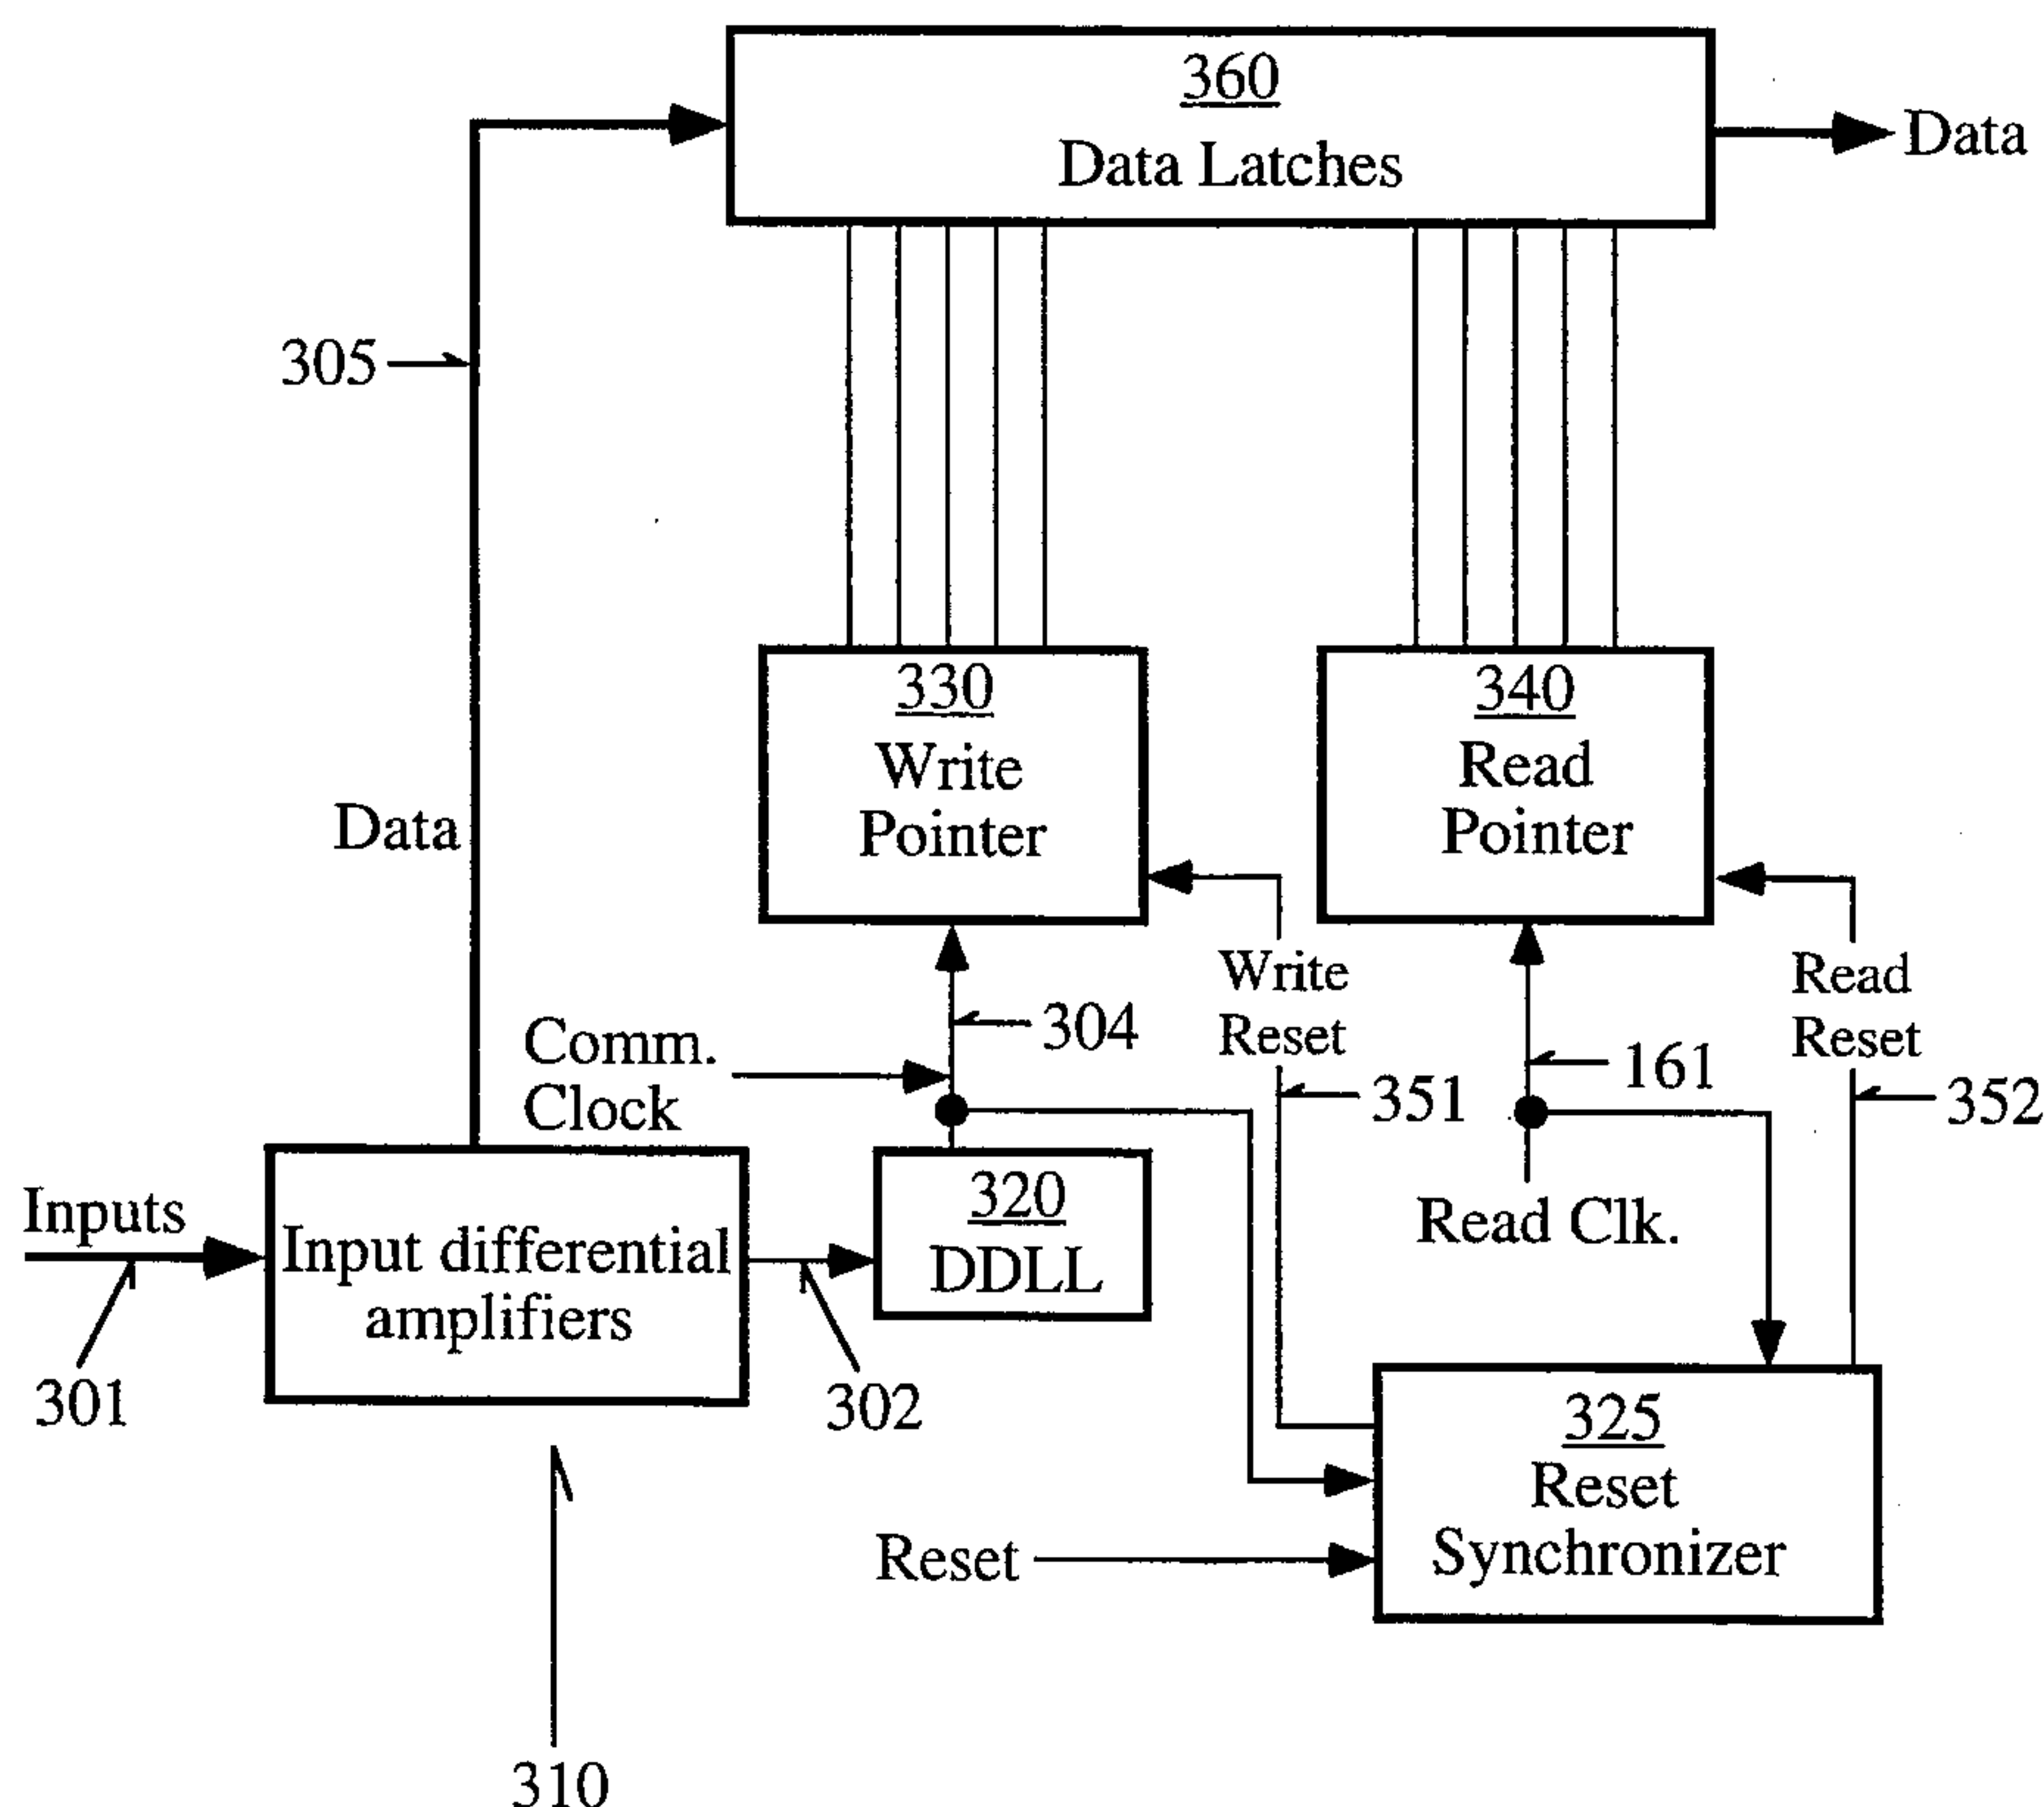 360
Data Latches
Data
305
Data
330
Write
Pointer
340
Read
Pointer
Write
Reset
Read
Reset
304
161
351
352
Comm.
Clock
Inputs
Input differential
amplifiers
320
DDLL
Read Clk.
301
302
325
Reset
Synchronizer
Reset
310